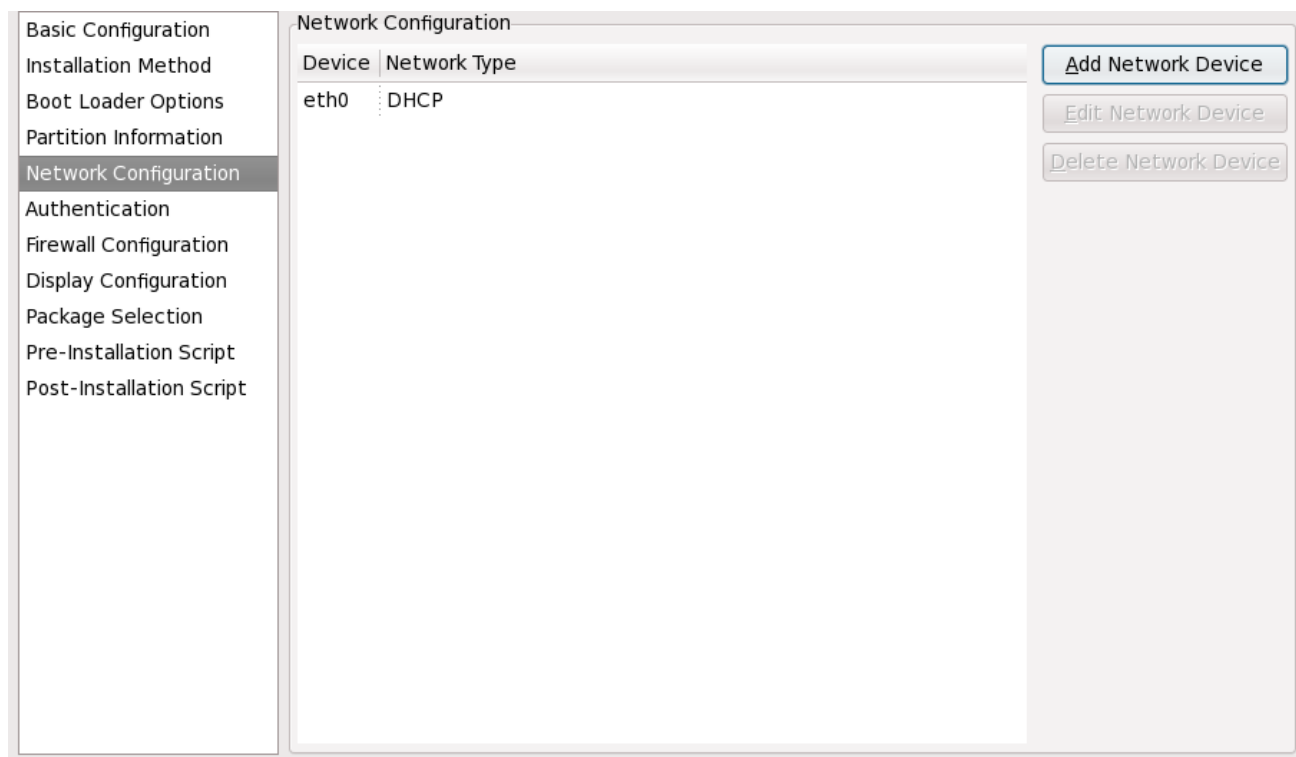 Basic Configuration
Installation Method
Boot Loader Options
Partition Information
Network Configuration
Authentication
Firewall Configuration
Display Configuration
Package Selection
Pre-Installation Script
Post-Installation Script
Network Configuration
Device Network Type
eth0 DHCP
Add Network Device
Edit Network Device
Delete Network Device